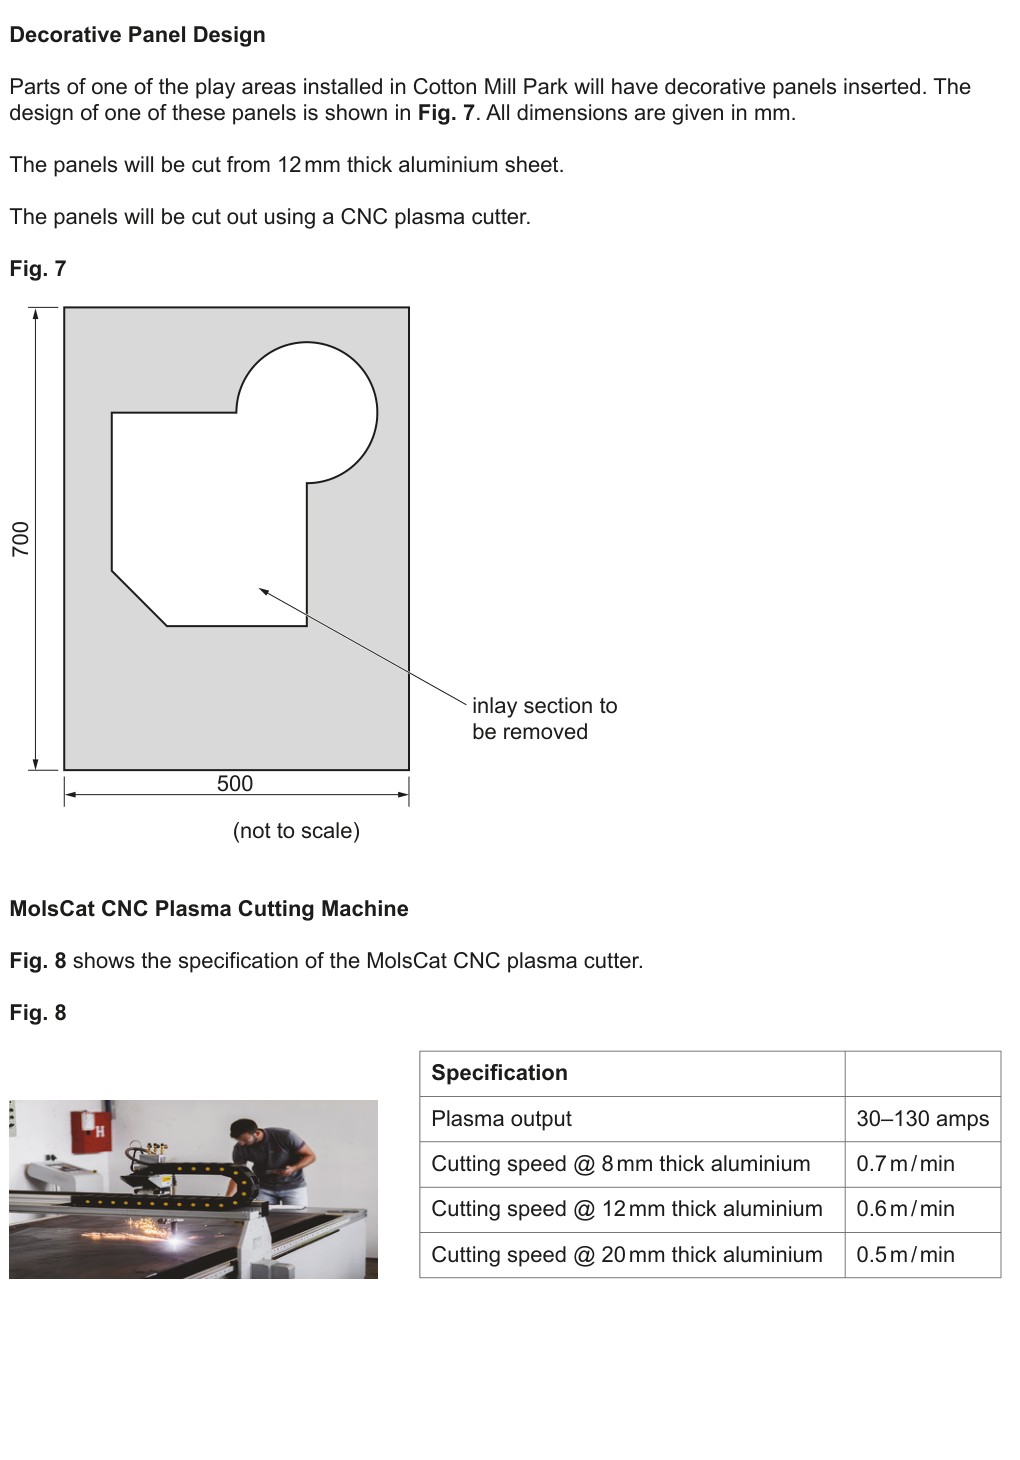 Decorative Panel Design
Parts of one of the play areas installed in Cotton Mill Park will have decorative panels inserted. The
design of one of these panels is shown in Fig. 7. All dimensions are given in mm.
The panels will be cut from 12 mm thick aluminium sheet.
The panels will be cut out using a CNC plasma cutter.
Fig. 7
700
inlay section to
be removed
500
(not to scale)
MolsCat CNC Plasma Cutting Machine
Fig. 8 shows the specification of the MolsCat CNC plasma cutter.
Fig. 8
H
Specification
Plasma output 30–130 amps
Cutting speed @ 8 mm thick aluminium 0.7 m / min
Cutting speed @ 12 mm thick aluminium 0.6 m / min
Cutting speed @ 20 mm thick aluminium 0.5 m / min